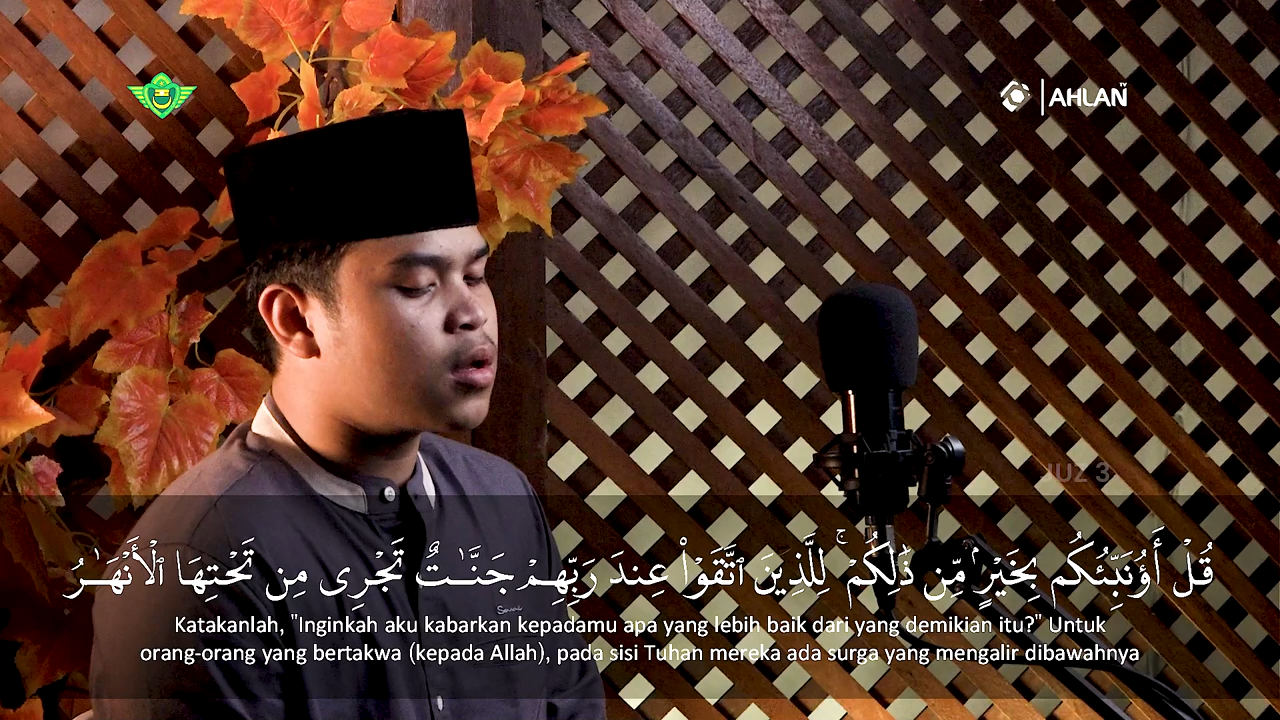 AHLAN TV
JUZ 3
قُلْ أَؤُنَبِّئُكُم بِخَيْرٍ مِّن ذَٰلِكُمْ ۚ لِلَّذِينَ ٱتَّقَوْا۟ عِندَ رَبِّهِمْ جَنَّـٰتٌ تَجْرِى مِن تَحْتِهَا ٱلْأَنْهَـٰرُ
Katakanlah, "Inginkah aku kabarkan kepadamu apa yang lebih baik dari yang demikian itu?" Untuk
orang-orang yang bertakwa (kepada Allah), pada sisi Tuhan mereka ada surga yang mengalir dibawahnya